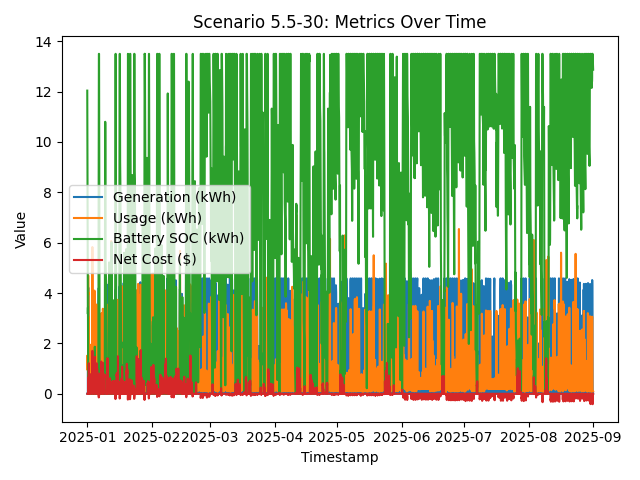 Scenario 5.5-30: Metrics Over Time
Value
14
12
10
8
6
4
2
0
Generation (kWh)
Usage (kWh)
Battery SOC (kWh)
Net Cost ($)
2025-01 2025-02 2025-03 2025-04 2025-05 2025-06 2025-07 2025-08 2025-09
Timestamp